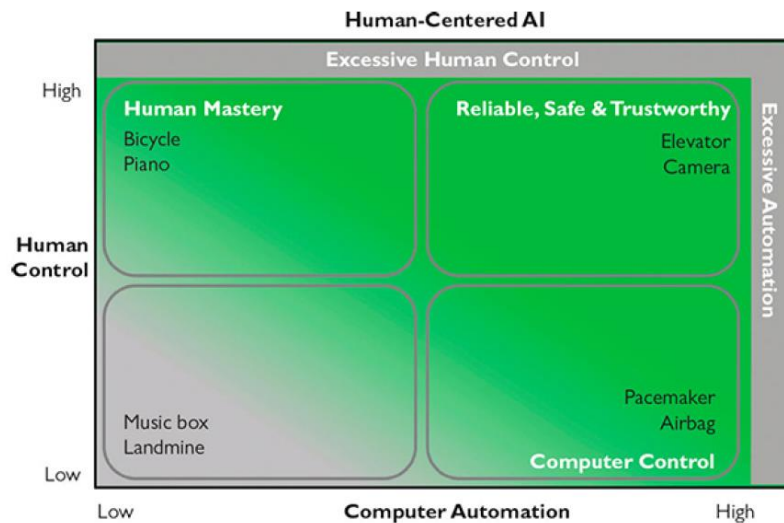 Human-Centered AI
Excessive Human Control
High
Human Mastery
Bicycle
Piano
Reliable, Safe & Trustworthy
Elevator
Camera
Excessive Automation
Human
Control
Music box
Landmine
Pacemaker
Airbag
Computer Control
Low
Low
Computer Automation
High